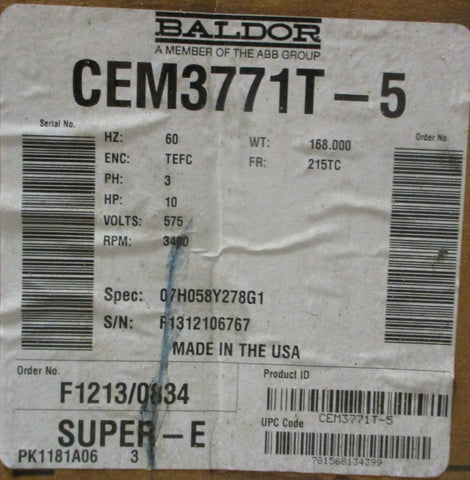 BALDOR
A MEMBER OF THE ABB GROUP
CEM3771T-5
Serial No.
Order No.
HZ: 60 WT: 168.000
ENC: TEFC FR: 215TC
PH: 3
HP: 10
VOLTS: 575
RPM: 3490
Spec: 07H058Y278G1
S/N: F1312106767
MADE IN THE USA
Order No.
F1213/0834
Product ID
CEM3771T-5
SUPER-E
UPC Code
PK1181A06 3
781568134399